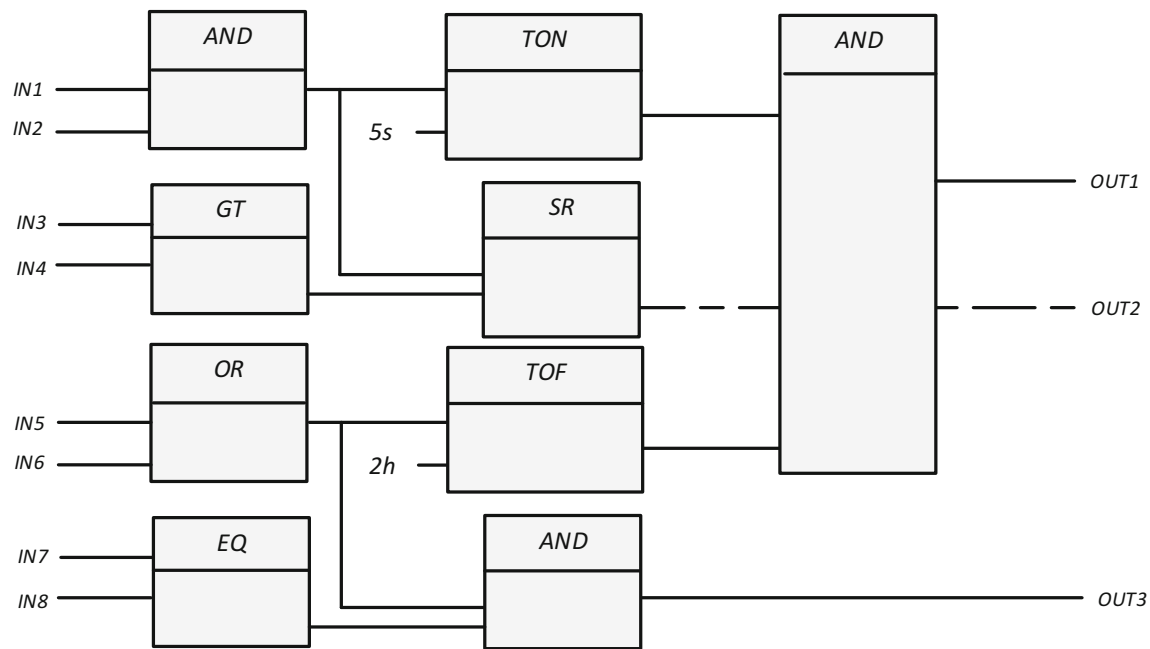 AND
TON
AND
IN1
IN2
5s
GT
SR
OUT1
IN3
IN4
OUT2
OR
TOF
IN5
IN6
2h
EQ
AND
IN7
IN8
OUT3